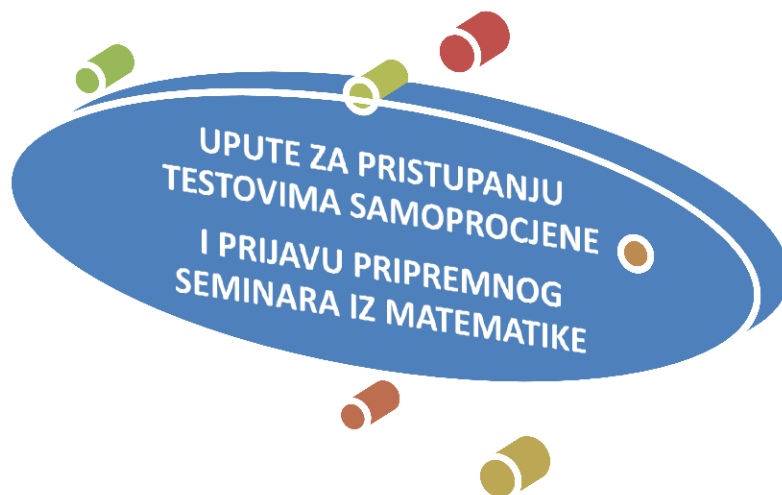 UPUTE ZA PRISTUPANJU
TESTOVIMA SAMOPROCJENE
I PRIJAVU PRIPREMNOG
SEMINARA IZ MATEMATIKE